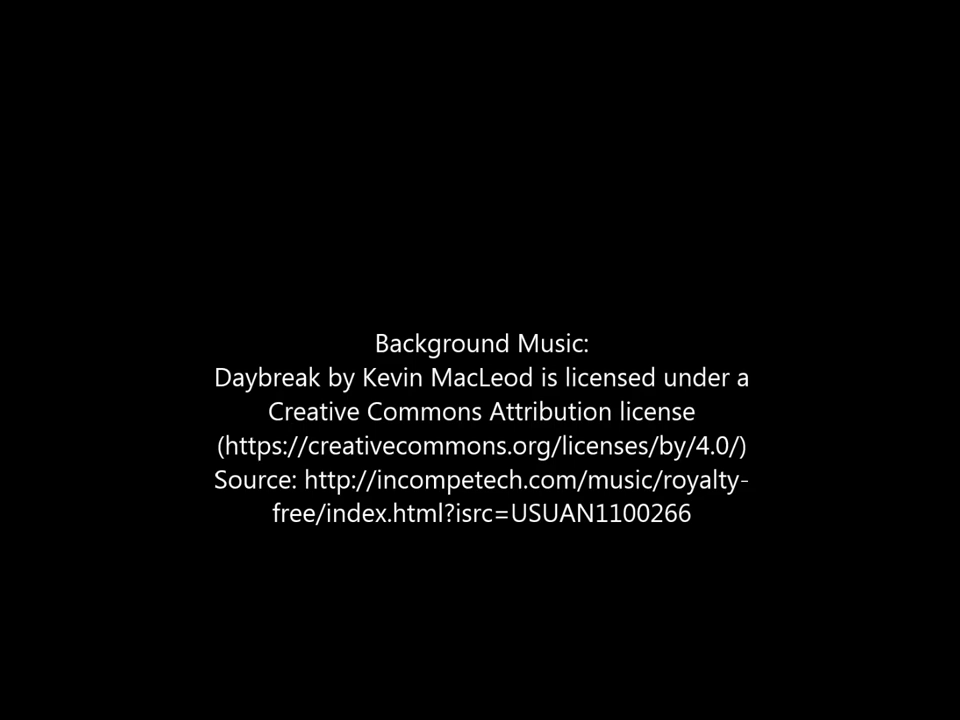 Background Music:
Daybreak by Kevin MacLeod is licensed under a
Creative Commons Attribution license
(https://creativecommons.org/licenses/by/4.0/)
Source: http://incompetech.com/music/royalty-
free/index.html?isrc=USUAN1100266